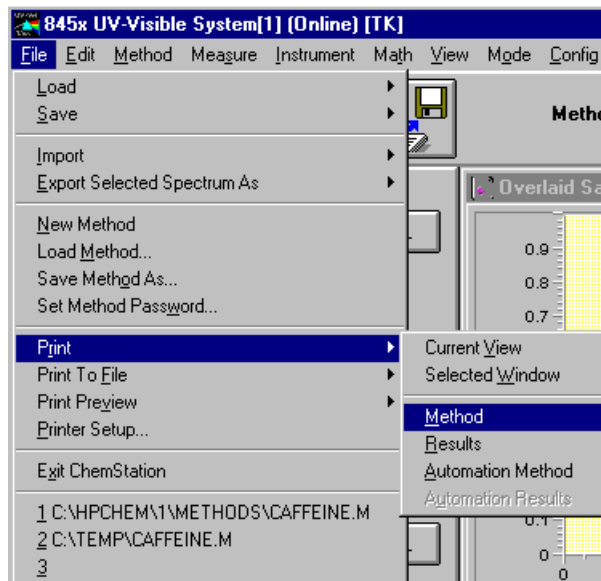 845x UV-Visible System[1] (Online) [TK]
File Edit Method Measure Instrument Math View Mode Config
Load
Save
Import
Export Selected Spectrum As
New Method
Load Method...
Save Method As...
Set Method Password...
Print
Print To File
Print Preview
Printer Setup...
Exit ChemStation
1 C:\HPCHEM\1\METHODS\CAFFEINE.M
2 C:\TEMP\CAFFEINE.M
3
Current View
Selected Window
Method
Results
Automation Method
Automation Results
Metho
Overlaid Sa
0.9
0.8
0.7
0.1
0
0